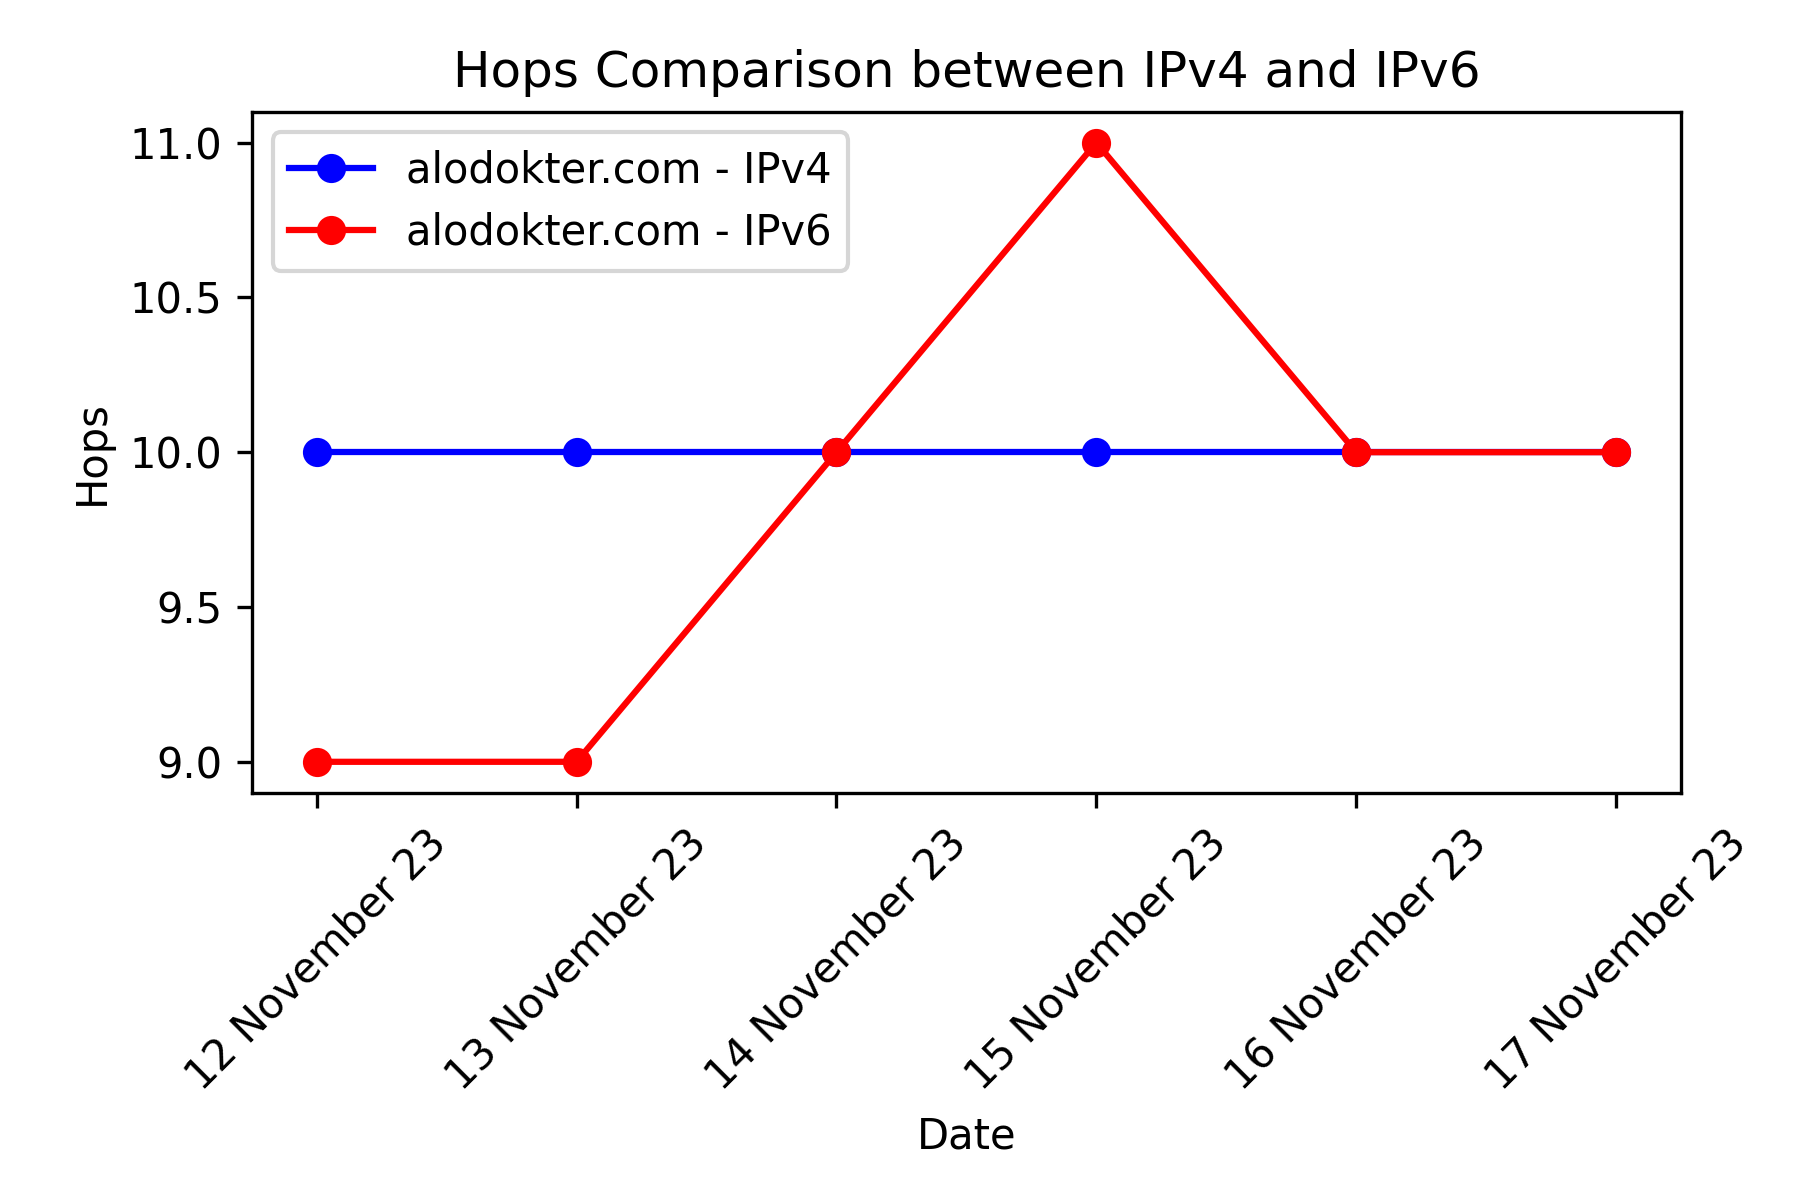 Hops Comparison between IPv4 and IPv6
alodokter.com - IPv4
alodokter.com - IPv6
11.0
10.5
10.0
9.5
9.0
Hops
12 November 23
13 November 23
14 November 23
15 November 23
16 November 23
17 November 23
Date